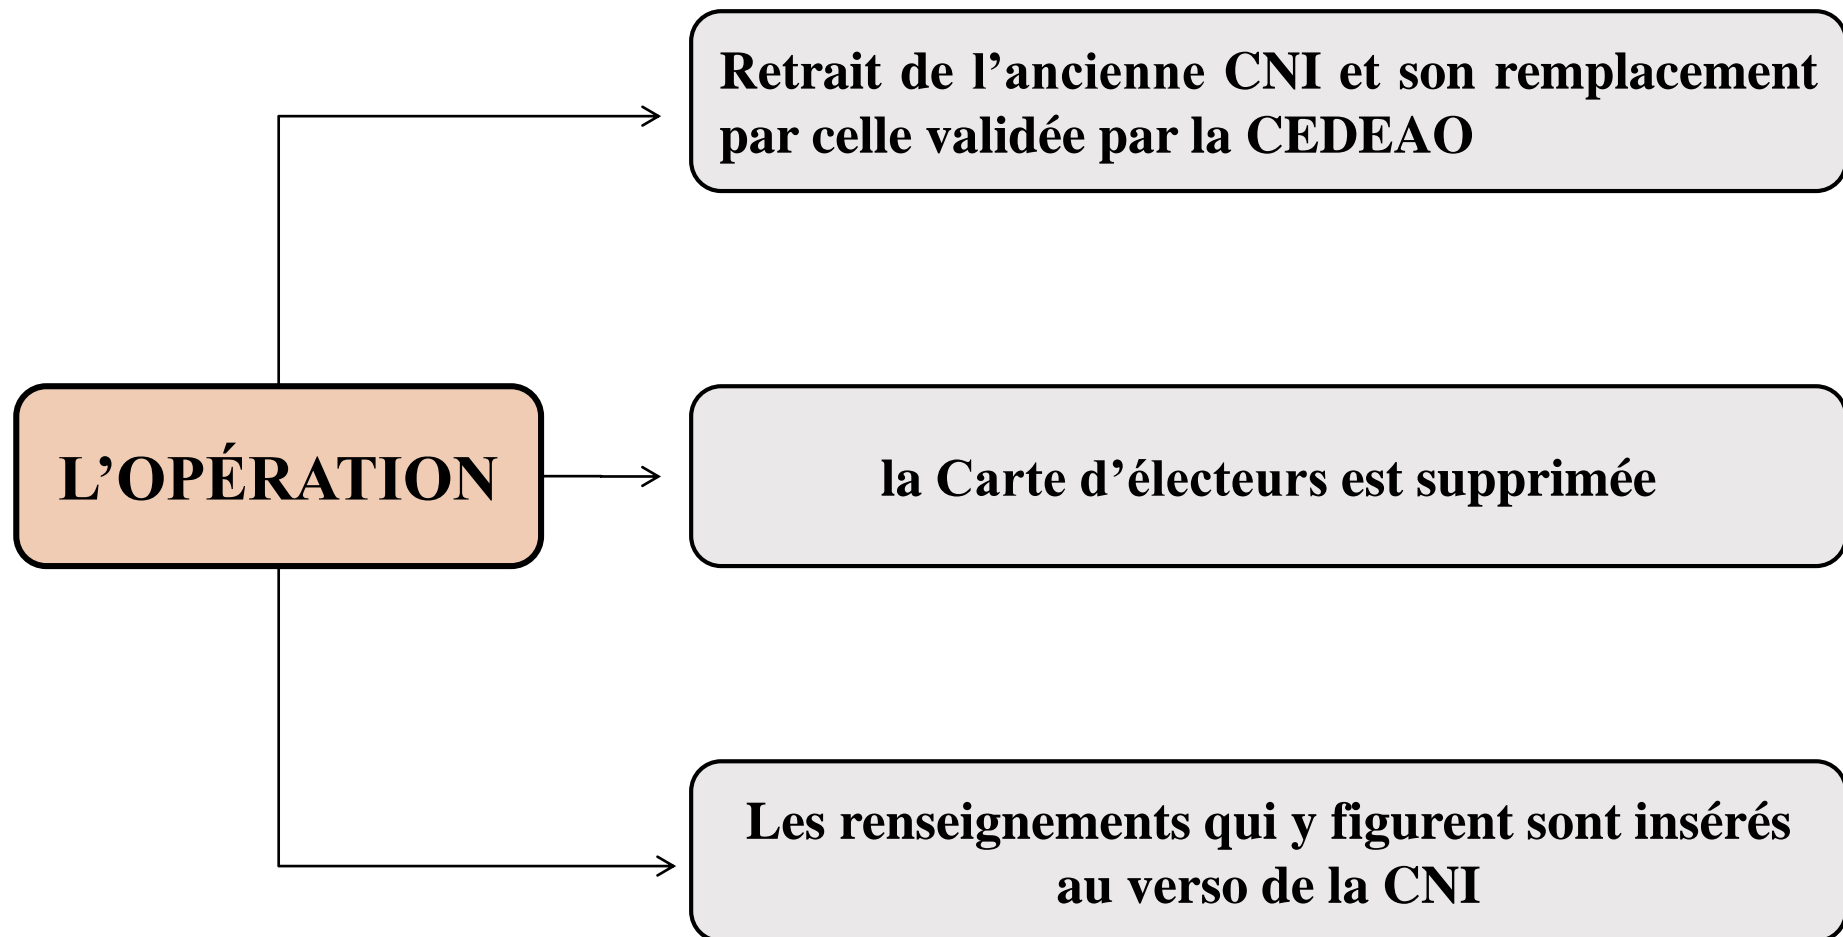 Retrait de l’ancienne CNI et son remplacement
par celle validée par la CEDEAO
L’OPÉRATION
la Carte d’électeurs est supprimée
Les renseignements qui y figurent sont insérés
au verso de la CNI